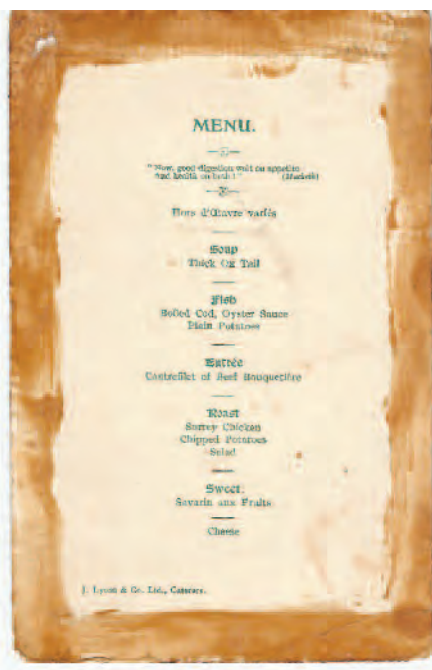 MENU.
"Now, good digestion wait on appetite
And health on both!" (Macbeth)
Hors d'Œuvre variés
Soup
Thick Ox Tail
Fish
Boiled Cod, Oyster Sauce
Plain Potatoes
Entrée
Contrefilet of Beef Bouquetière
Roast
Surrey Chicken
Chipped Potatoes
Salad
Sweet.
Savarin aux Fruits
Cheese
J. Lyons & Co. Ltd., Caterers.